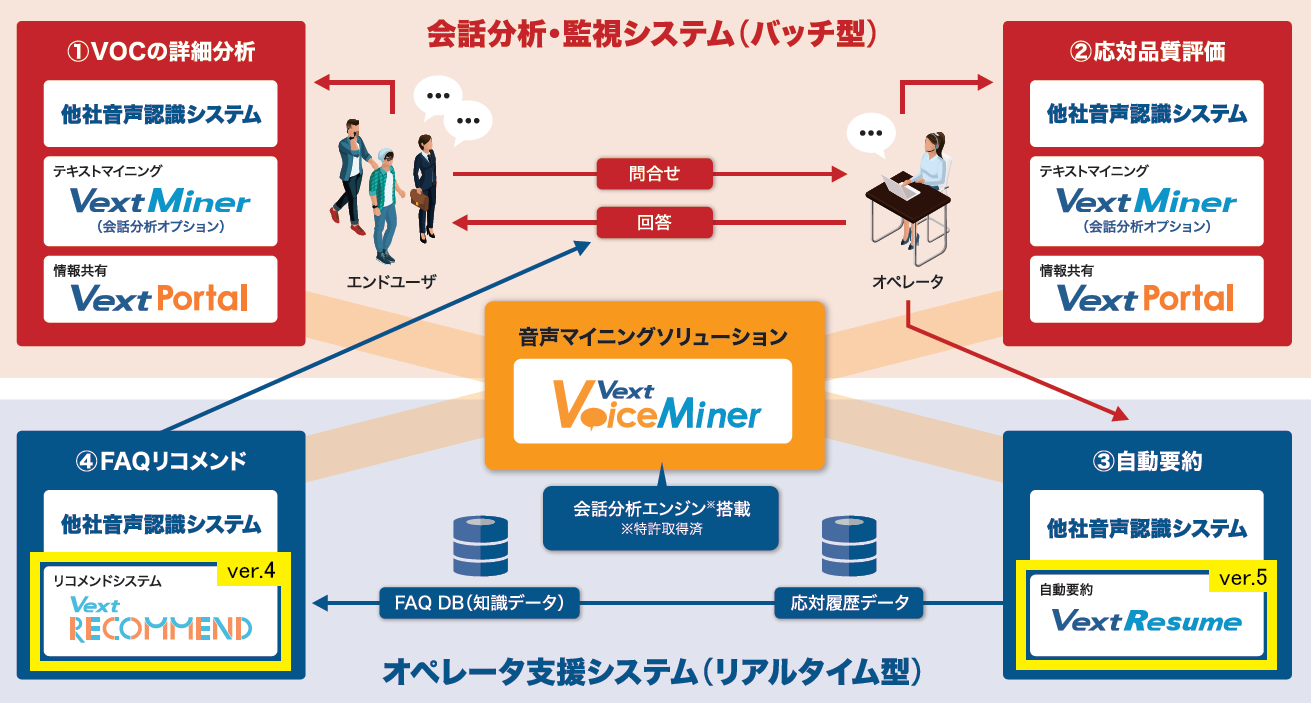 会話分析・監視システム（バッチ型）
①VOCの詳細分析
他社音声認識システム
テキストマイニング
VextMiner
（会話分析オプション）
情報共有
Vext Portal
エンドユーザ
問合せ
回答
オペレータ
②応対品質評価
他社音声認識システム
テキストマイニング
VextMiner
（会話分析オプション）
情報共有
Vext Portal
音声マイニングソリューション
Vext
VoiceMiner
会話分析エンジン※搭載
※特許取得済
④FAQリコメンド
他社音声認識システム
ver.4
リコメンドシステム
Vext
RECOMMEND
FAQ DB（知識データ）
応対履歴データ
③自動要約
他社音声認識システム
ver.5
自動要約
VextResume
オペレータ支援システム（リアルタイム型）